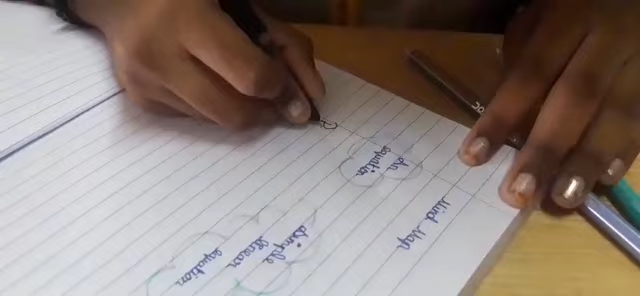 Mind Map
An
equation
Simple
linear
equation